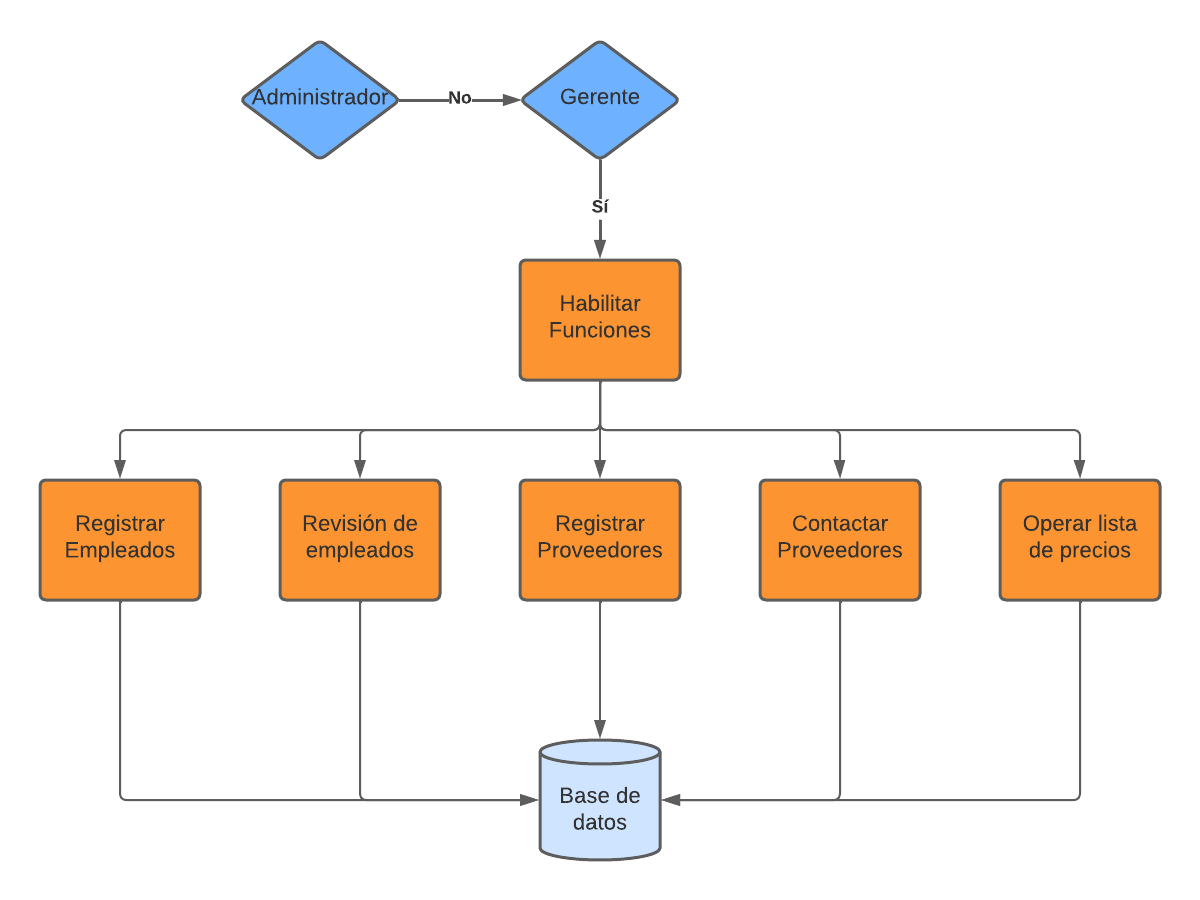 Administrador
No
Gerente
Sí
Habilitar
Funciones
Registrar
Empleados
Revisión de
empleados
Registrar
Proveedores
Contactar
Proveedores
Operar lista
de precios
Base de
datos